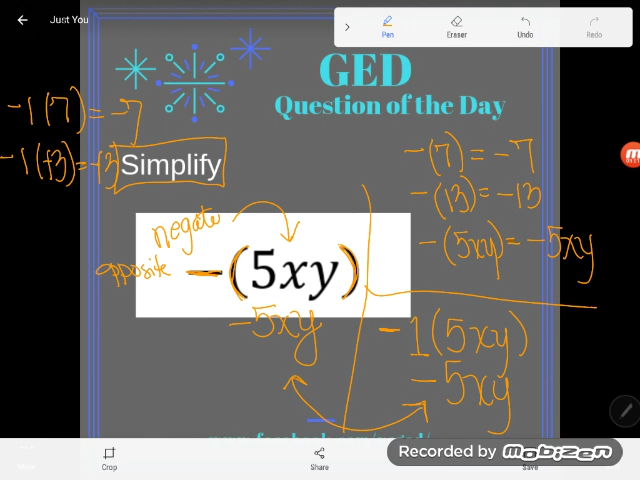 Just You
Pen
Eraser
Undo
Redo
GED
Question of the Day
-1(7) = -7
-1(+3) = -13
Simplify
-(7) = -7
-(13) = -13
-(5xy) = -5xy
negate
opposite
-(5xy)
-5xy
-1(5xy)
-5xy
Crop
Share
Save
Recorded by
MOBIZEN